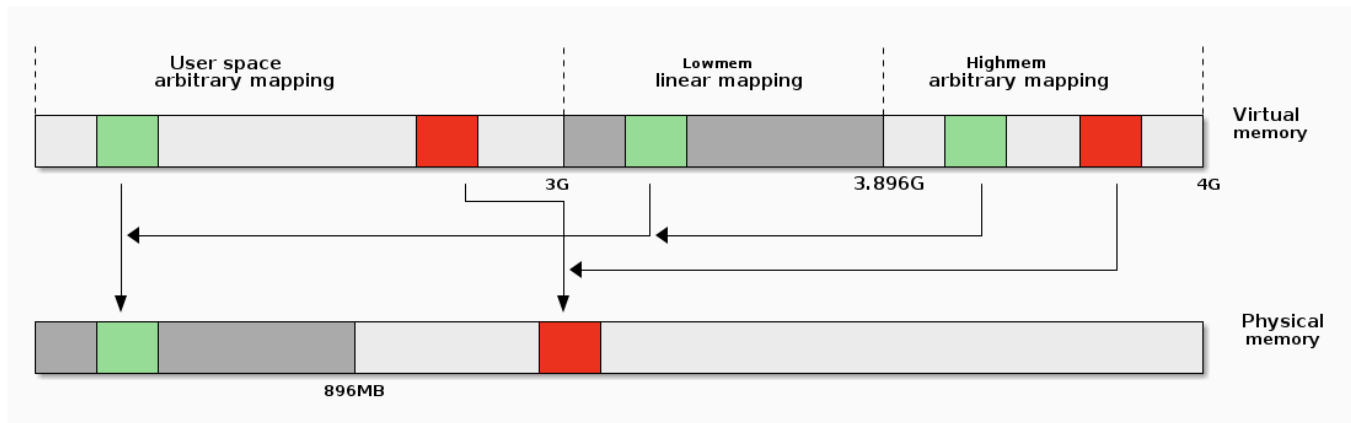 User space
arbitrary mapping
Lowmem
linear mapping
Highmem
arbitrary mapping
Virtual
memory
3G
3.896G
4G
Physical
memory
896MB